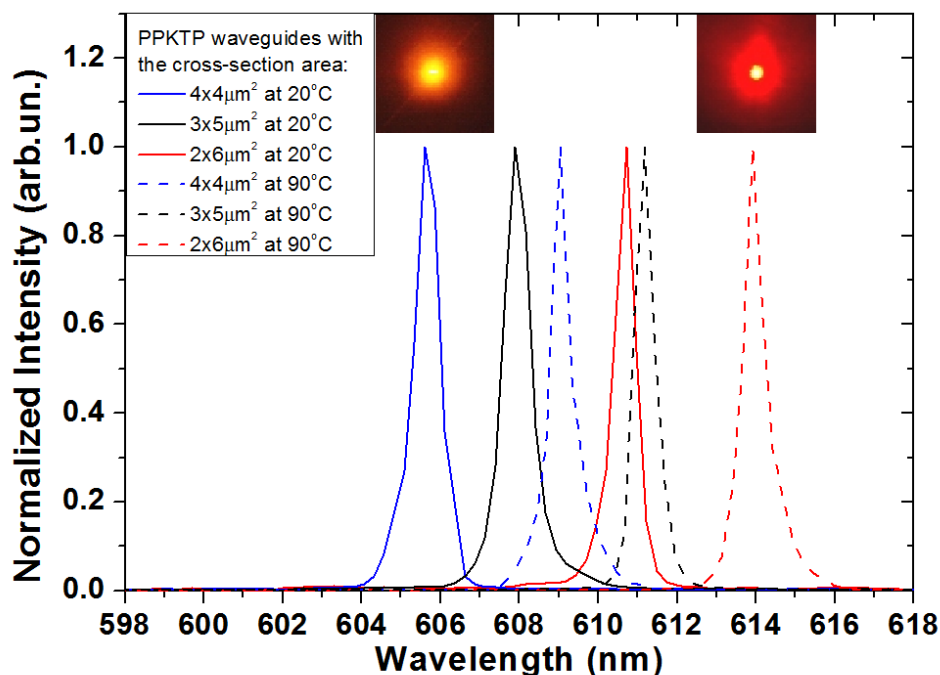 PPKTP waveguides with
the cross-section area:
4x4μm² at 20°C
3x5μm² at 20°C
2x6μm² at 20°C
4x4μm² at 90°C
3x5μm² at 90°C
2x6μm² at 90°C
Normalized Intensity (arb.un.)
1.2
1.0
0.8
0.6
0.4
0.2
0.0
598 600 602 604 606 608 610 612 614 616 618
Wavelength (nm)